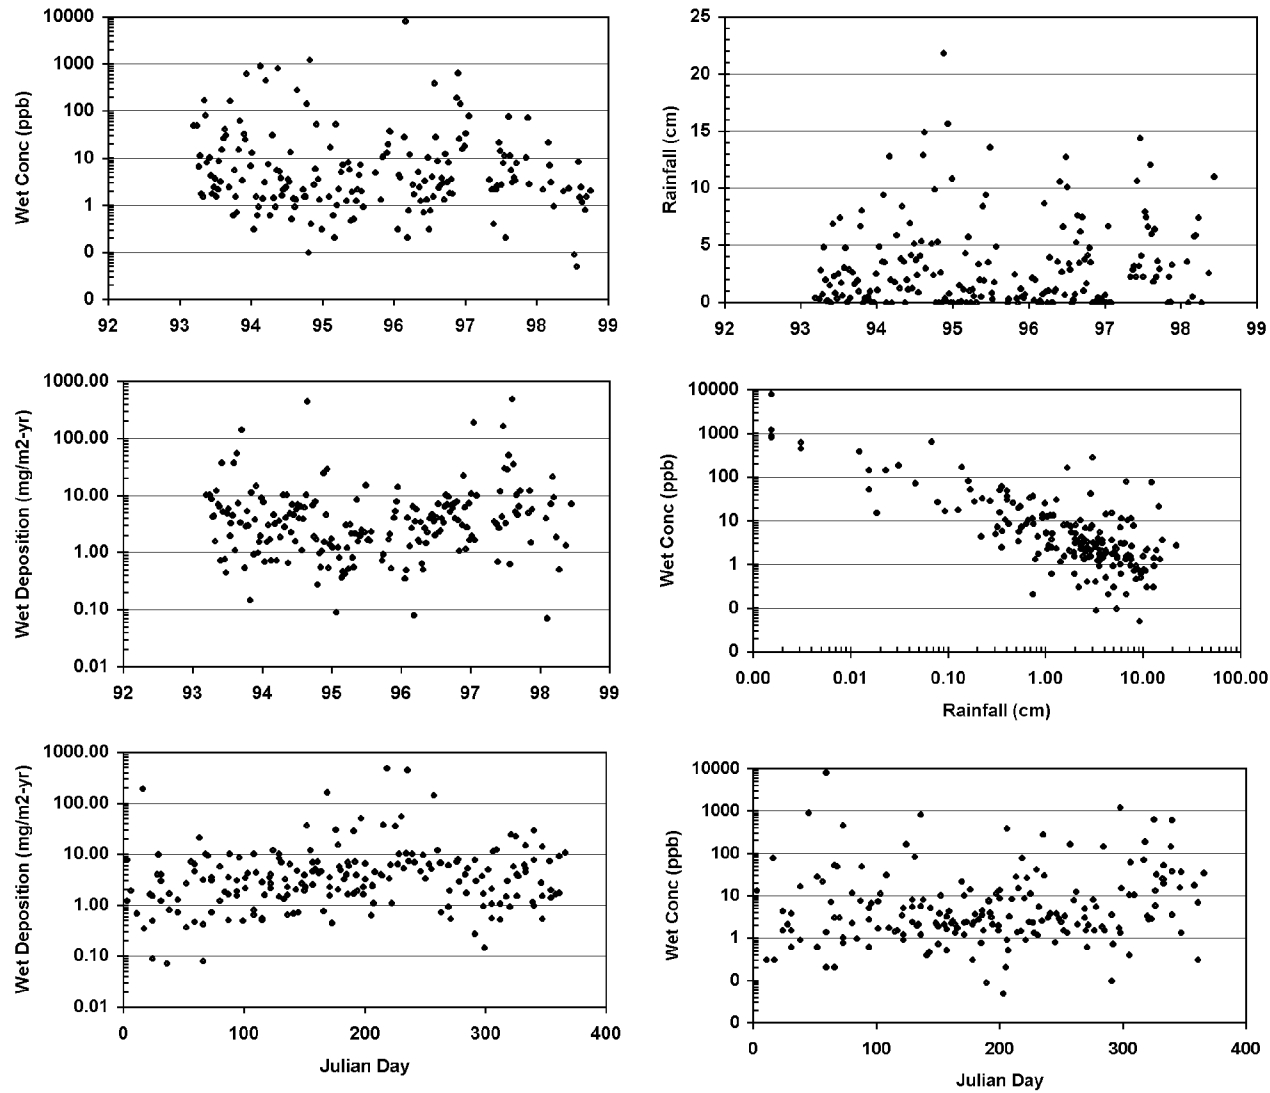 Wet Conc (ppb)
10000
1000
100
10
1
0
0
92 93 94 95 96 97 98 99
Rainfall (cm)
25
20
15
10
5
0
92 93 94 95 96 97 98 99
Wet Deposition (mg/m2-yr)
1000.00
100.00
10.00
1.00
0.10
0.01
92 93 94 95 96 97 98 99
Wet Conc (ppb)
10000
1000
100
10
1
0
0
0.00 0.01 0.10 1.00 10.00 100.00
Rainfall (cm)
Wet Deposition (mg/m2-yr)
1000.00
100.00
10.00
1.00
0.10
0.01
0 100 200 300 400
Julian Day
Wet Conc (ppb)
10000
1000
100
10
1
0
0
0 100 200 300 400
Julian Day